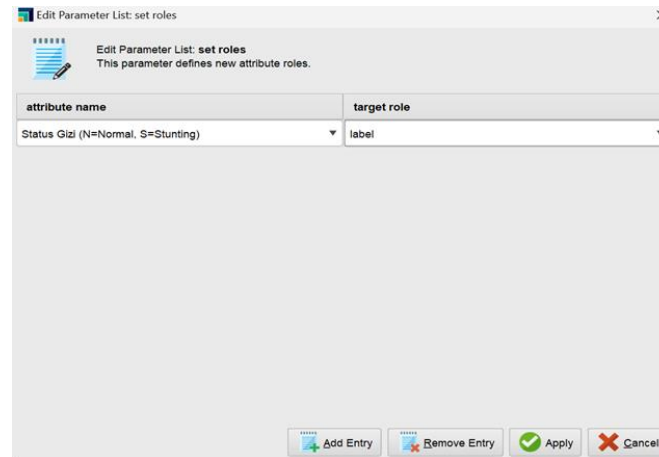 Edit Parameter List: set roles
Edit Parameter List: set roles
This parameter defines new attribute roles.
attribute name target role
Status Gizi (N=Normal, S=Stunting) label
Add Entry Remove Entry Apply Cancel